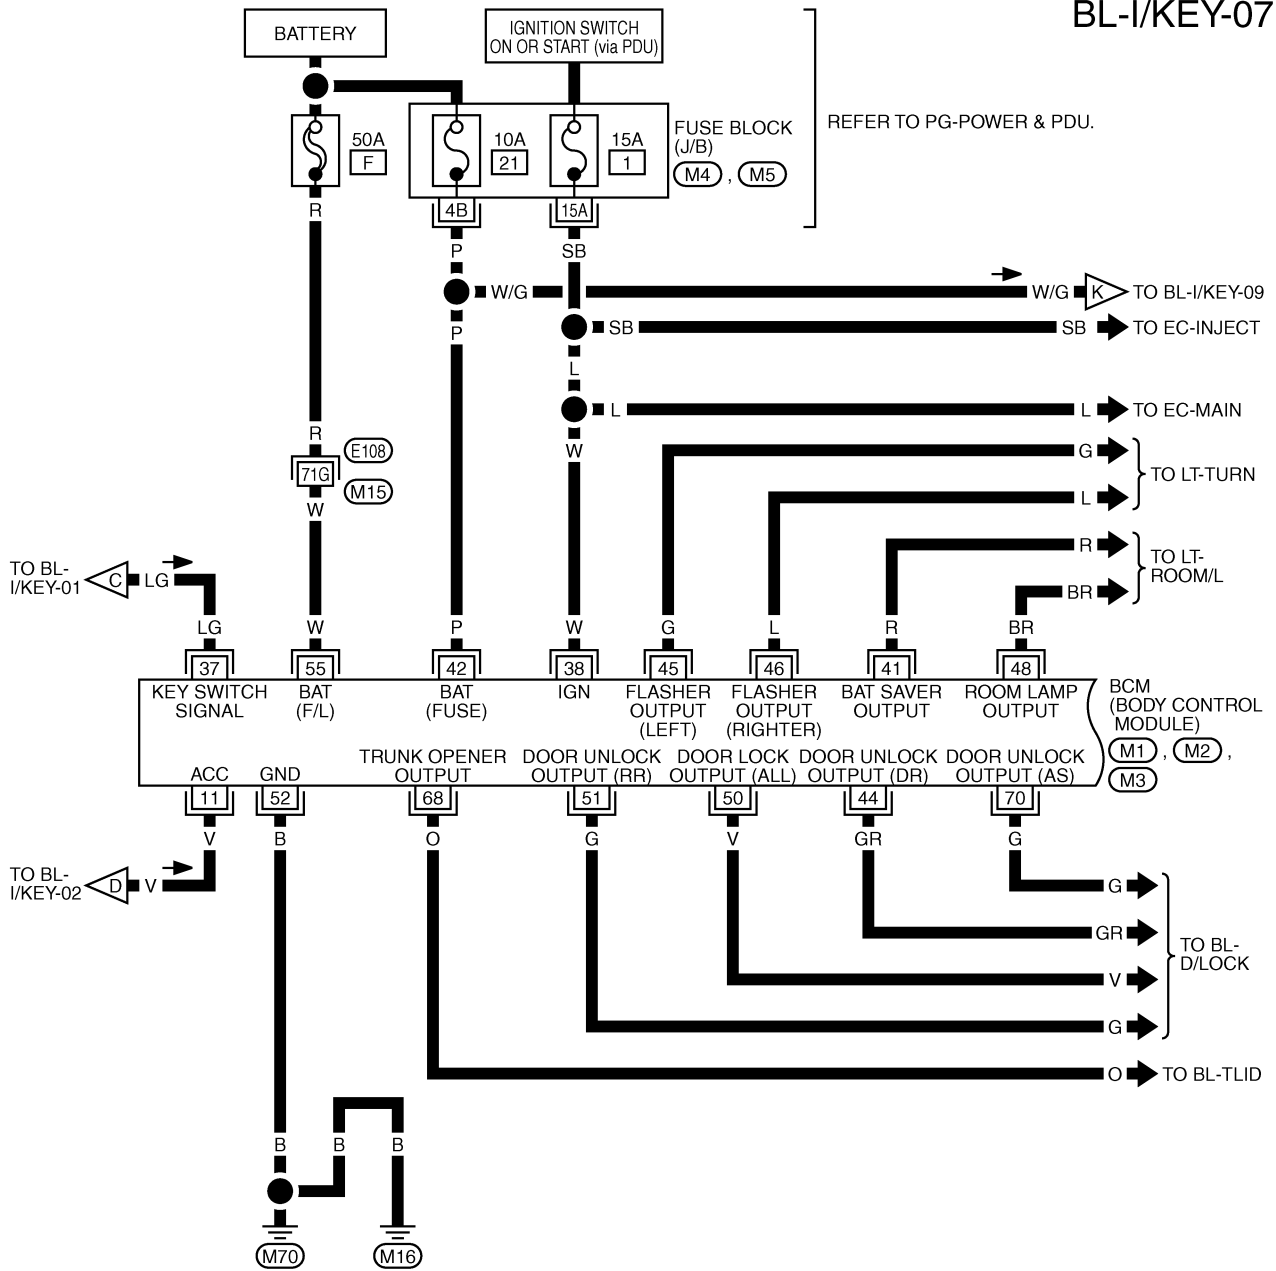 BL-I/KEY-07
BATTERY
IGNITION SWITCH
ON OR START (via PDU)
REFER TO PG-POWER & PDU.
50A
F
10A
21
15A
1
FUSE BLOCK
(J/B)
M4 , M5
R
4B
15A
P
SB
W/G
W/G
K
TO BL-I/KEY-09
P
SB
SB
TO EC-INJECT
L
L
L
TO EC-MAIN
R
E108
W
G
71G
TO LT-TURN
M15
L
W
R
TO LT-
ROOM/L
TO BL-
I/KEY-01
C
LG
BR
LG
W
P
W
G
L
R
BR
37
55
42
38
45
46
41
48
KEY SWITCH
SIGNAL
BAT
(F/L)
BAT
(FUSE)
IGN
FLASHER
OUTPUT
(LEFT)
FLASHER
OUTPUT
(RIGHTER)
BAT SAVER
OUTPUT
ROOM LAMP
OUTPUT
BCM
(BODY CONTROL
MODULE)
M1 , M2 ,
M3
ACC
GND
TRUNK OPENER
OUTPUT
DOOR UNLOCK
OUTPUT (RR)
DOOR LOCK
OUTPUT (ALL)
DOOR UNLOCK
OUTPUT (DR)
DOOR UNLOCK
OUTPUT (AS)
11
52
68
51
50
44
70
V
B
O
G
V
GR
G
TO BL-
I/KEY-02
D
V
G
GR
TO BL-
D/LOCK
V
G
O
TO BL-TLID
B
B
B
M70
M16